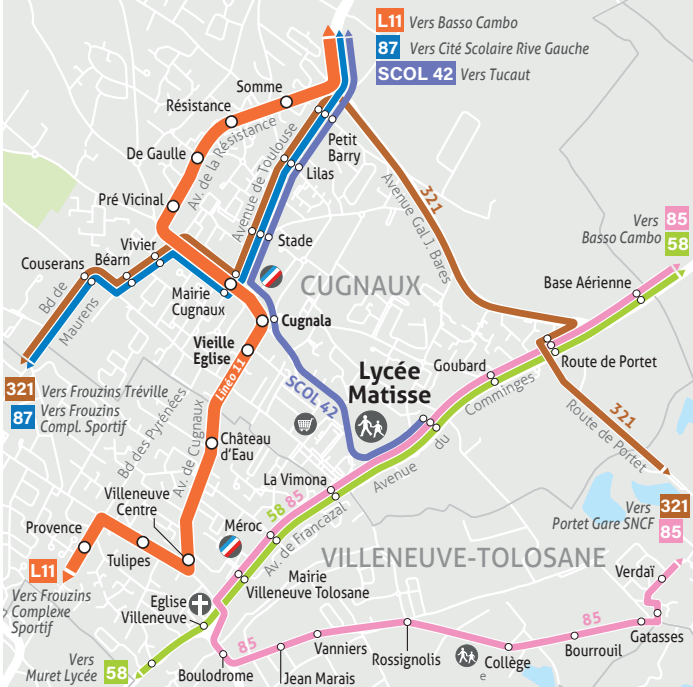 L11 Vers Basso Cambo
87 Vers Cité Scolaire Rive Gauche
SCOL 42 Vers Tucaut
Somme
Résistance
De Gaulle
Pré Vicinal
Av. de la Résistance
Avenue de Toulouse
Petit
Barry
Lilas
Stade
321
Avenue Gal J. Bares
Vers
Basso Cambo
85
58
Couserans
Béarn
Vivier
Bd de
Maurens
Mairie
Cugnaux
CUGNAUX
Cugnala
Base Aérienne
Vieille
Eglise
Linéo 11
SCOL 42
Lycée
Matisse
Goubard
Route de Portet
321
Route de Portet
Avenue du Comminges
321 Vers Frouzins Tréville
87 Vers Frouzins
Compl. Sportif
Bd des Pyrénées
Av. de Cugnaux
Château
d'Eau
La Vimona
Villeneuve
Centre
Provence
Tulipes
Méroc
58 85
Av. de Francazal
Vers
Portet Gare SNCF
321
85
VILLENEUVE-TOLOSANE
L11
Vers Frouzins
Complexe
Sportif
Mairie
Villeneuve Tolosane
Eglise
Villeneuve
Verdaï
Vers
Muret Lycée
58
85
Boulodrome
Jean Marais
Vanniers
Rossignolis
e
Collège
85
Bourrouil
Gatasses